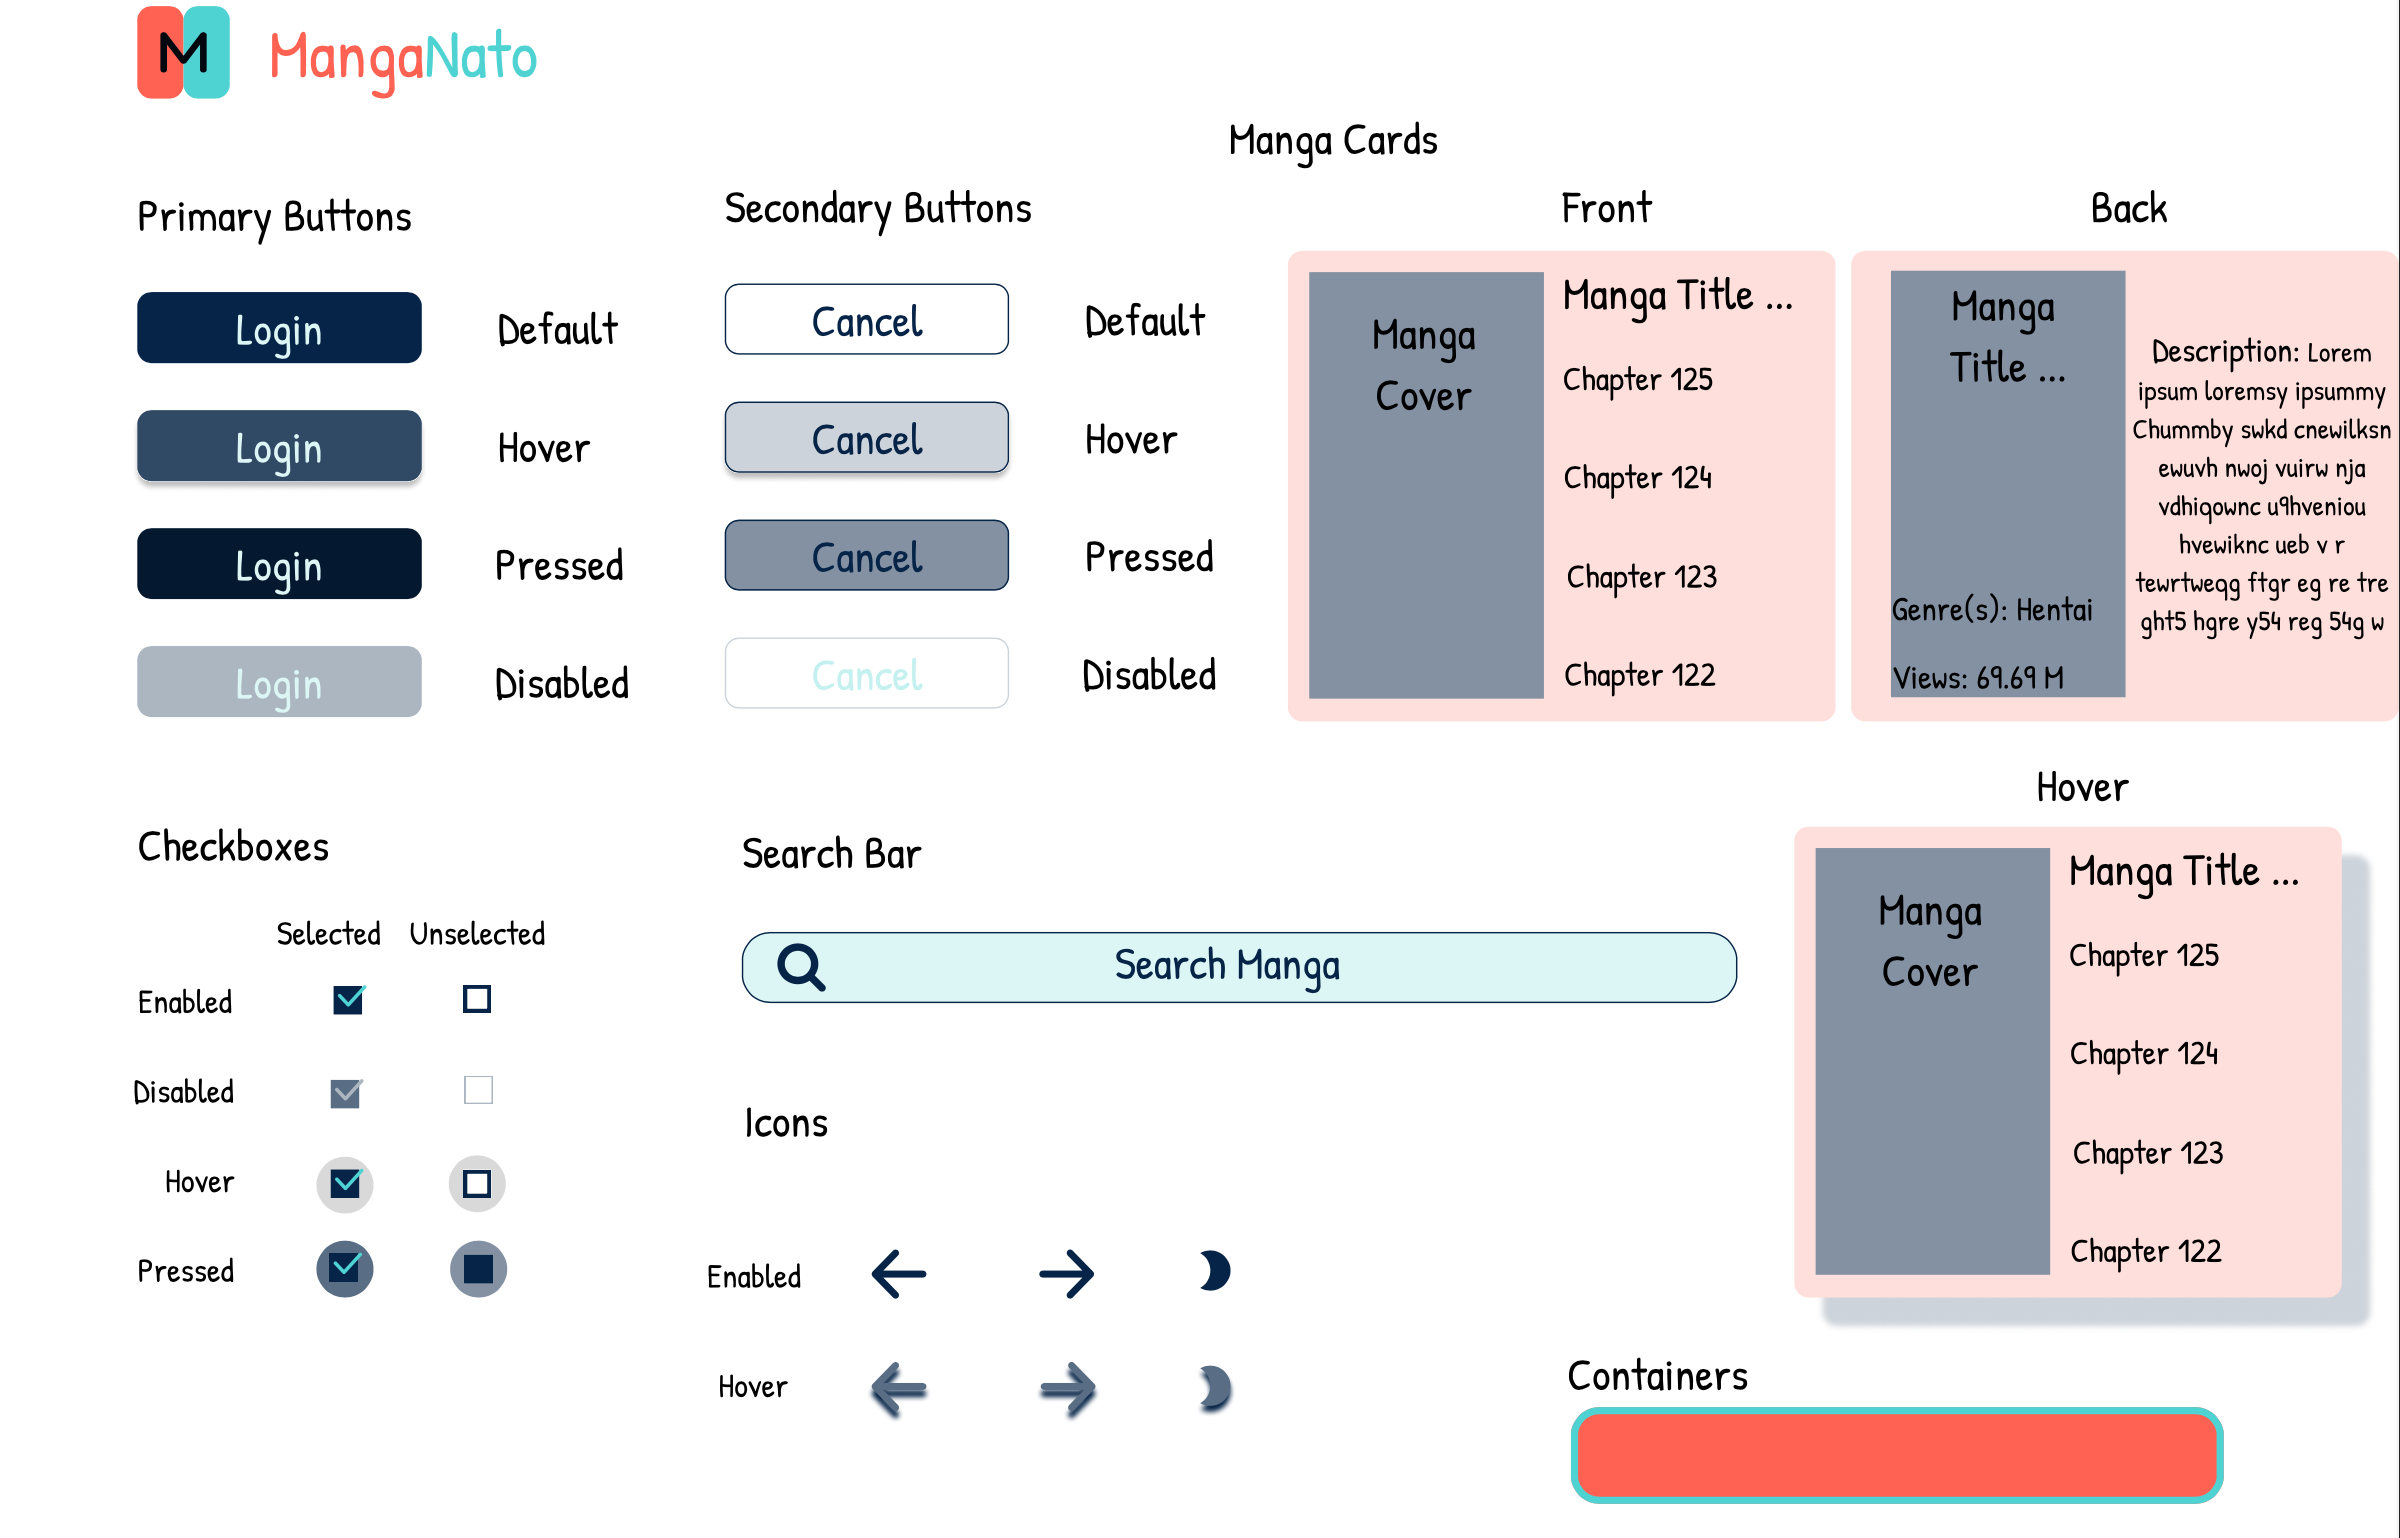 M
MangaNato
Manga Cards
Primary Buttons
Login
Default
Login
Hover
Login
Pressed
Login
Disabled
Secondary Buttons
Cancel
Default
Cancel
Hover
Cancel
Pressed
Cancel
Disabled
Front
Manga
Cover
Manga Title ...
Chapter 125
Chapter 124
Chapter 123
Chapter 122
Back
Manga
Title ...
Genre(s): Hentai
Views: 69.69 M
Description: Lorem
ipsum loremsy ipsummy
Chummby swkd cnewilksn
ewuvh nwoj vuirw nja
vdhiqownc u9hveniou
hvewiknc ueb v r
tewrtweqg ftgr eg re tre
ght5 hgre y54 reg 54g w
Checkboxes
Selected Unselected
Enabled
Disabled
Hover
Pressed
Search Bar
Search Manga
Icons
Enabled
Hover
Hover
Manga
Cover
Manga Title ...
Chapter 125
Chapter 124
Chapter 123
Chapter 122
Containers